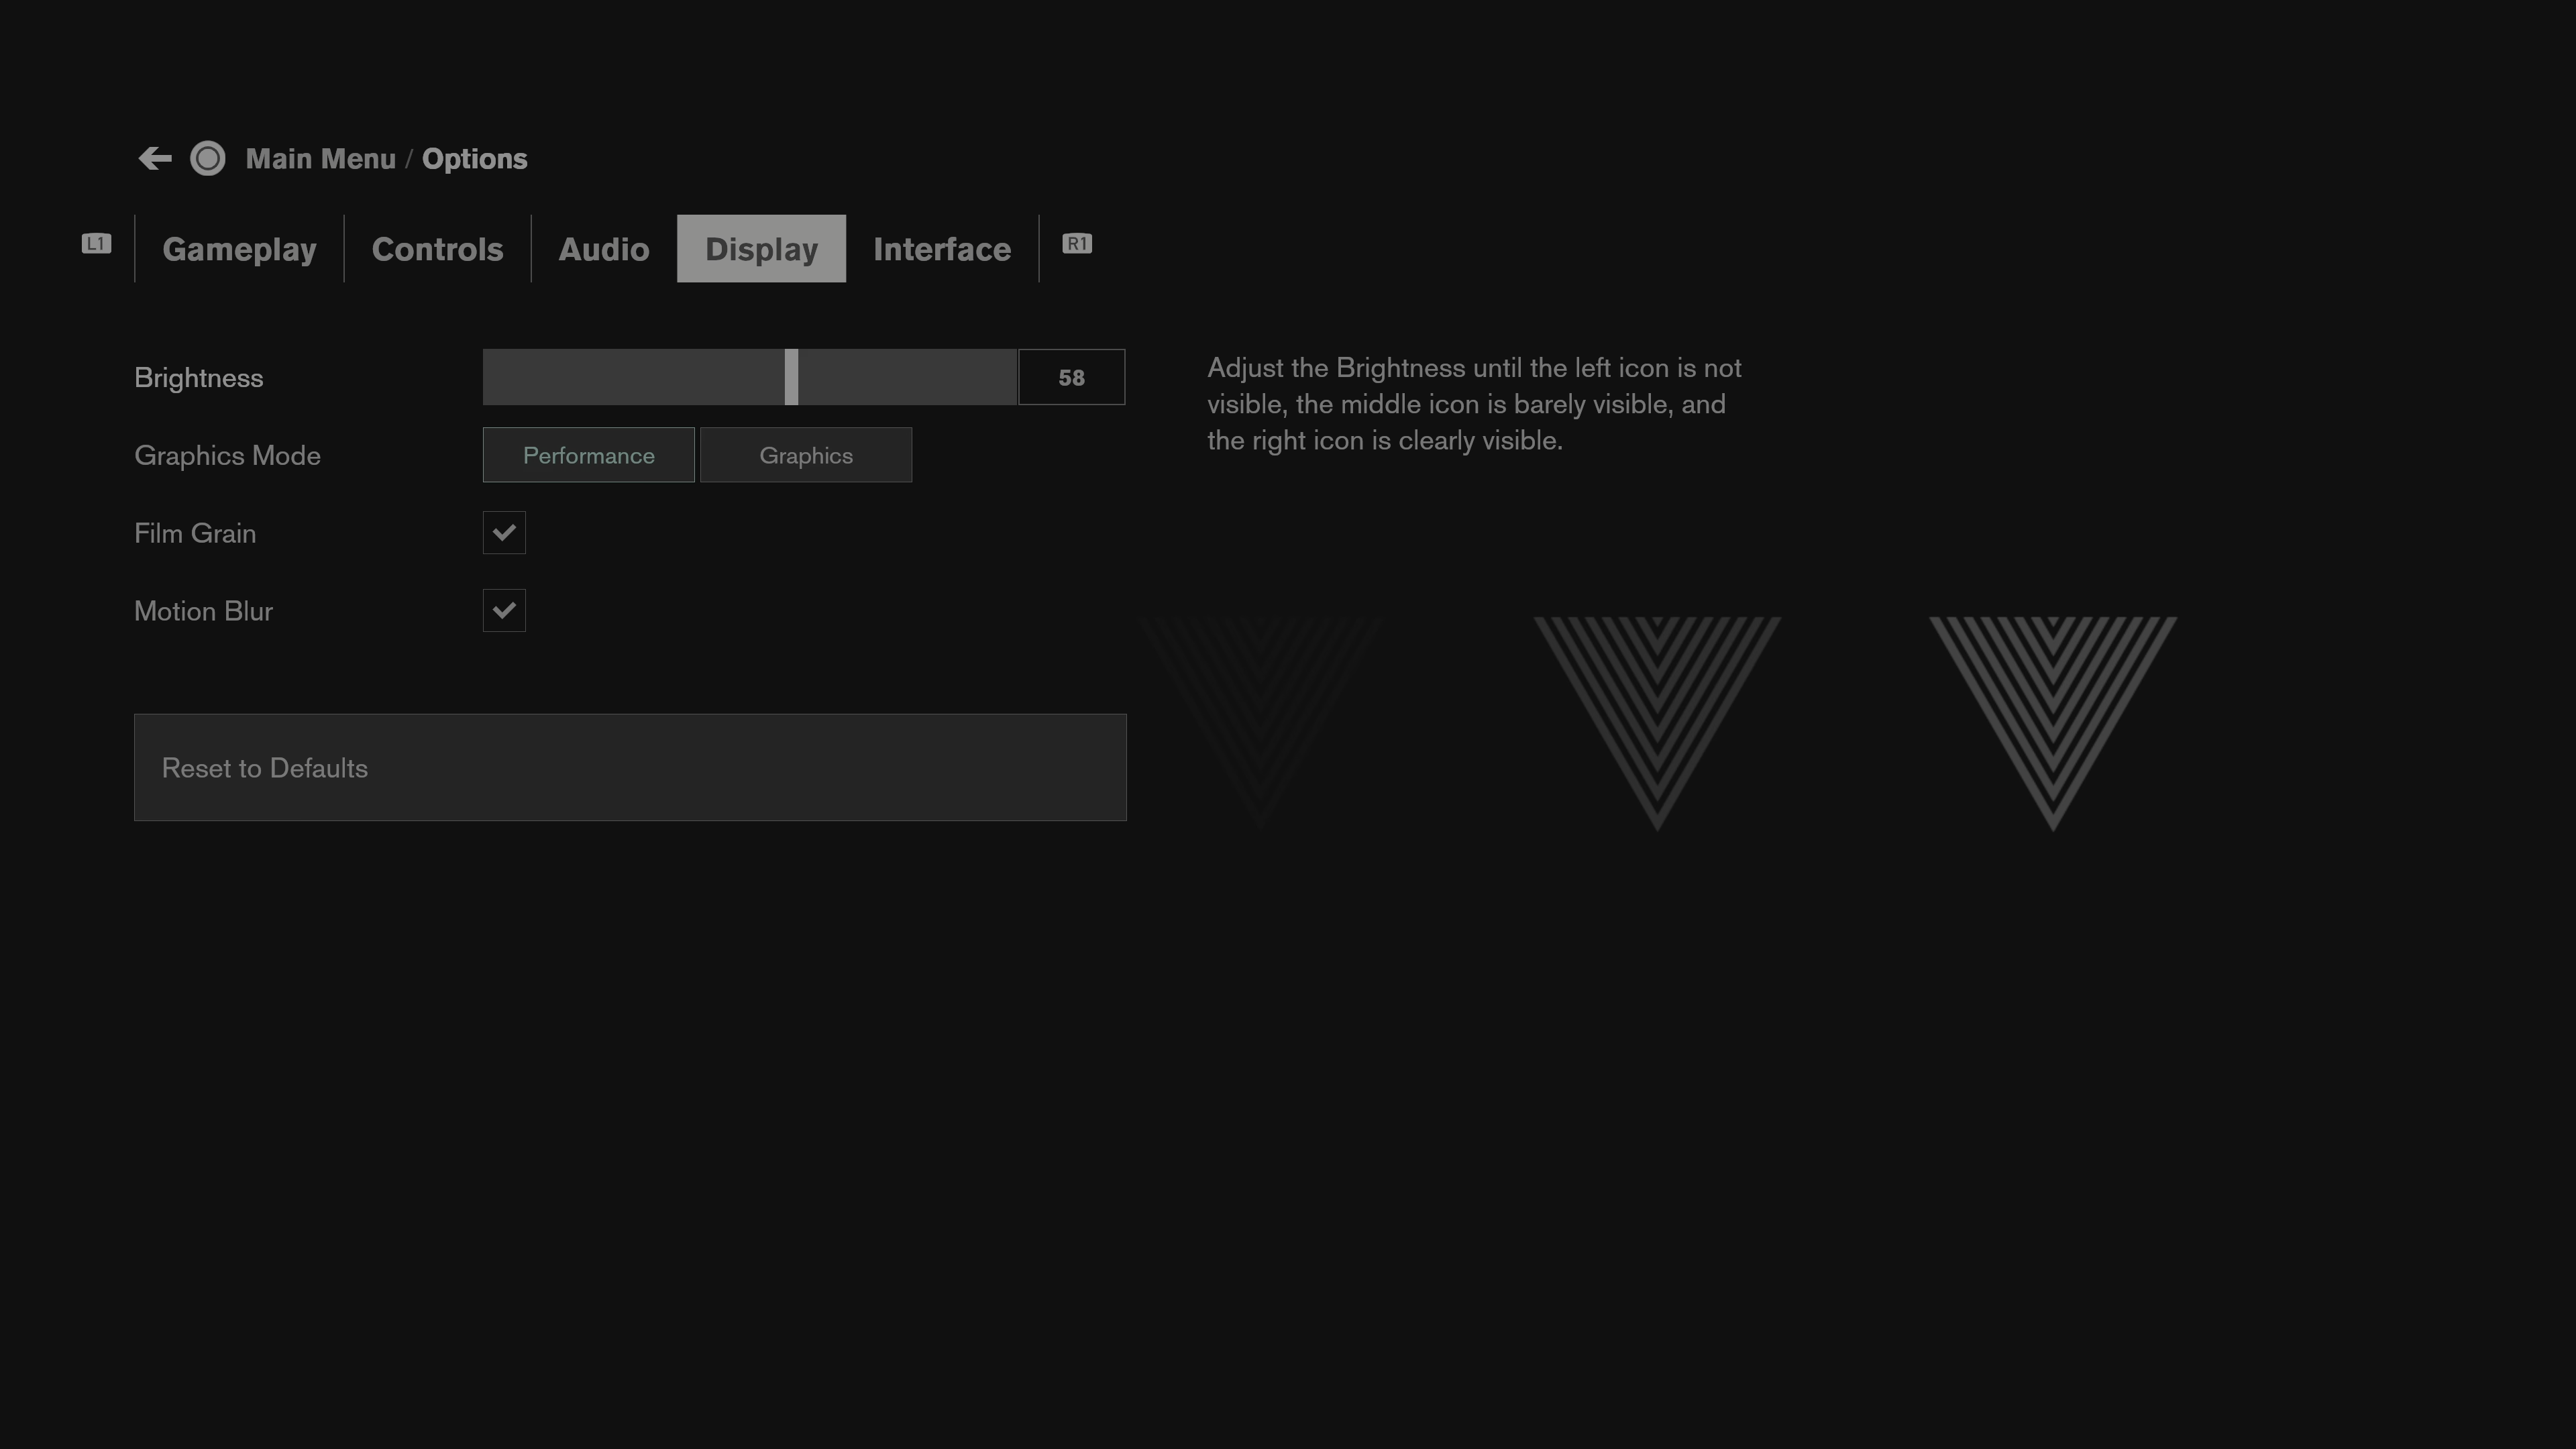 Main Menu / Options
L1 Gameplay Controls Audio Display Interface R1
Brightness 58
Graphics Mode Performance Graphics
Film Grain
Motion Blur
Reset to Defaults
Adjust the Brightness until the left icon is not
visible, the middle icon is barely visible, and
the right icon is clearly visible.